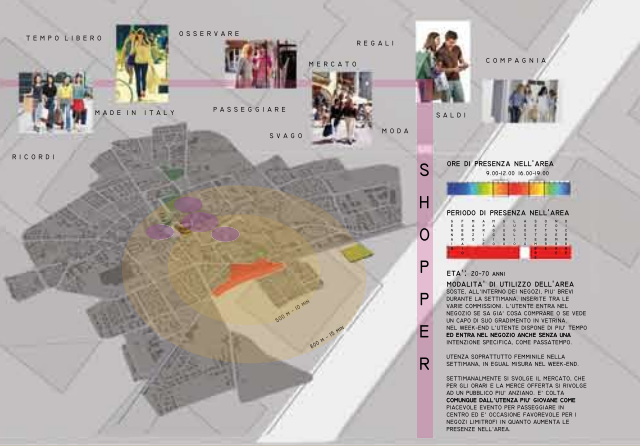 TEMPO LIBERO
OSSERVARE
REGALI
MERCATO
COMPAGNIA
MADE IN ITALY
PASSEGGIARE
SVAGO
MODA
SALDI
RICORDI
SHOPPER
500 M - 10 MIN
800 M - 15 MIN
ORE DI PRESENZA NELL'AREA
9.00-12.00 16.00-19.00
PERIODO DI PRESENZA NELL'AREA
ETA': 20-70 ANNI
MODALITA' DI UTILIZZO DELL'AREA
SOSTE, ALL'INTERNO DEI NEGOZI, PIU' BREVI
DURANTE LA SETTIMANA, INSERITE TRA LE
VARIE COMMISSIONI. L'UTENTE ENTRA NEL
NEGOZIO SE SA GIA' COSA COMPRARE O SE VEDE
UN CAPO DI SUO GRADIMENTO IN VETRINA.
NEL WEEK-END L'UTENTE DISPONE DI PIU' TEMPO
ED ENTRA NEL NEGOZIO ANCHE SENZA UNA
INTENZIONE SPECIFICA, COME PASSATEMPO.
UTENZA SOPRATTUTTO FEMMINILE NELLA
SETTIMANA, IN EGUAL MISURA NEL WEEK-END.
SETTIMANALMENTE SI SVOLGE IL MERCATO, CHE
PER GLI ORARI E LA MERCE OFFERTA SI RIVOLGE
AD UN PUBBLICO PIU' ANZIANO. E' COLTA
COMUNQUE DALL'UTENZA PIU' GIOVANE COME
PIACEVOLE EVENTO PER PASSEGGIARE IN
CENTRO ED E' OCCASIONE FAVOREVOLE PER I
NEGOZI LIMITROFI IN QUANTO AUMENTA LE
PRESENZE NELL'AREA.